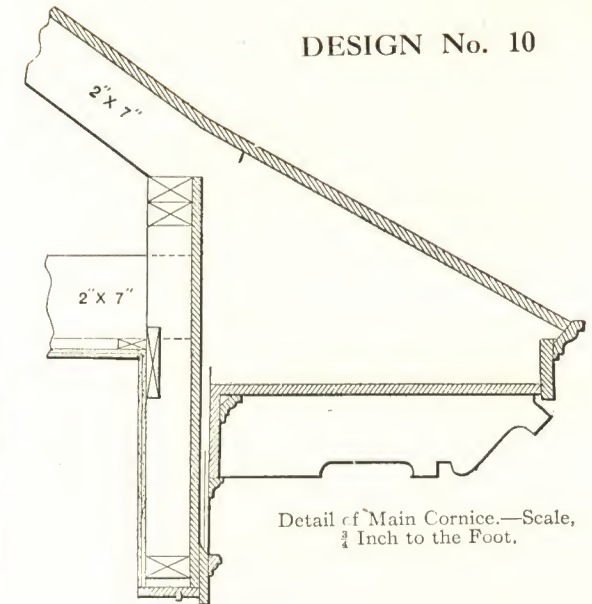 DESIGN No. 10
2" X 7"
2" X 7"
Detail of Main Cornice.—Scale,
¾ Inch to the Foot.